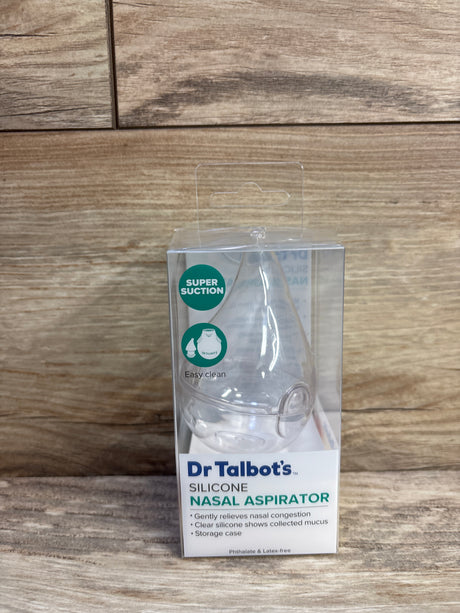 SUPER
SUCTION
Easy clean
Dr Talbot's™
SILICONE
NASAL ASPIRATOR
• Gently relieves nasal congestion
• Clear silicone shows collected mucus
• Storage case
Phthalate & Latex-free